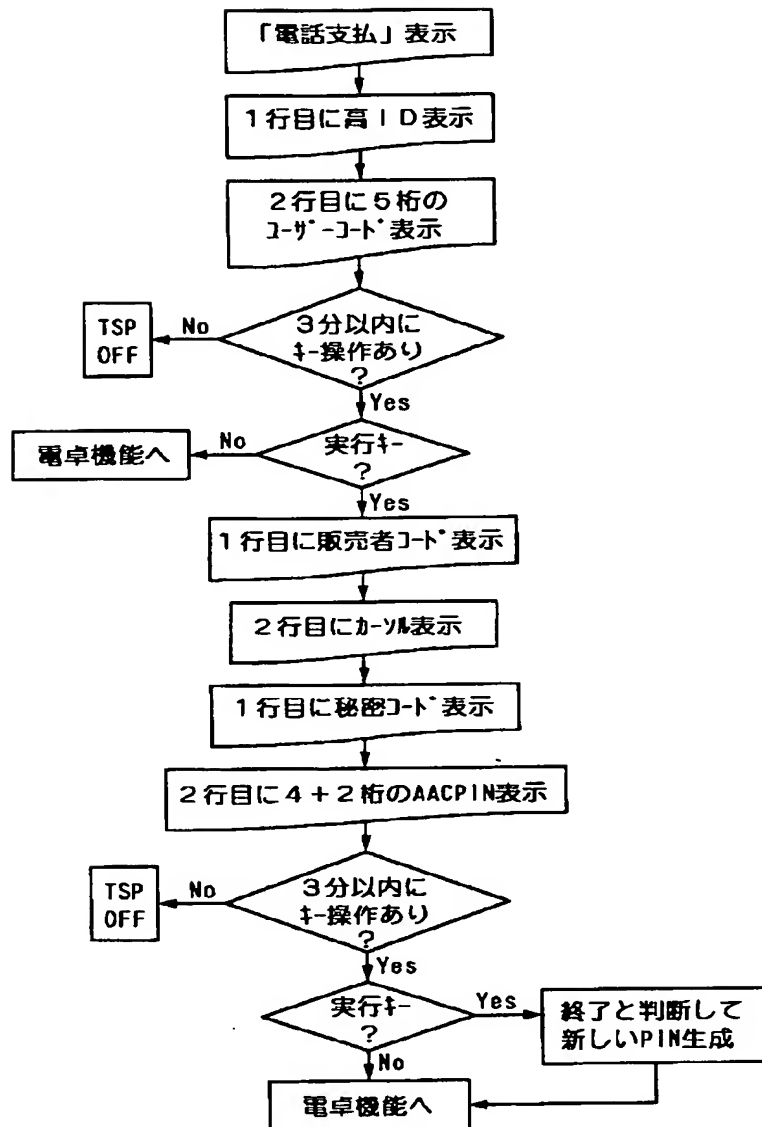 「電話支払」表示
1行目に高ID表示
2行目に5桁の
ユーザーコード表示
3分以内に
キー操作あり
?
No
TSP
OFF
Yes
実行キー
?
No
電卓機能へ
Yes
1行目に販売者コード表示
2行目にカーソル表示
1行目に秘密コード表示
2行目に4+2桁のAACPIN表示
3分以内に
キー操作あり
?
No
TSP
OFF
Yes
実行キー
?
Yes
終了と判断して
新しいPIN生成
No
電卓機能へ